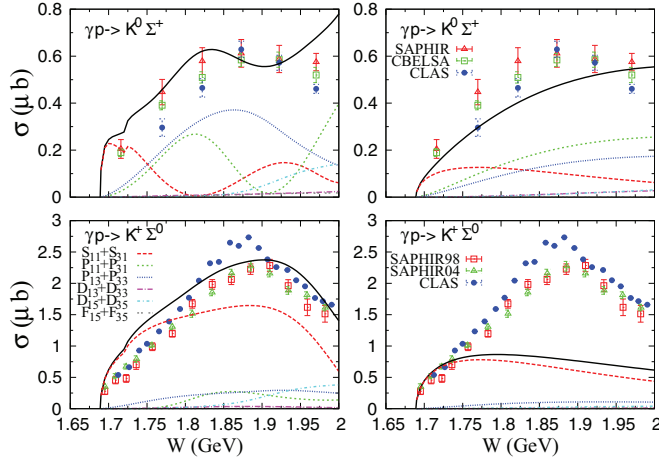 γp-> K⁰ Σ⁺
γp-> K⁰ Σ⁺
SAPHIR
CBELSA
CLAS
σ (μ b)
0.8
0.6
0.4
0.2
0
γp-> K⁺ Σ⁰
S₁₁+S₃₁
P₁₁+P₃₁
P₁₃+P₃₃
D₁₃+D₃₃
D₁₅+D₃₅
F₁₅+F₃₅
γp-> K⁺ Σ⁰
SAPHIR98
SAPHIR04
CLAS
σ (μ b)
3
2.5
2
1.5
1
0.5
0
1.65 1.7 1.75 1.8 1.85 1.9 1.95 2
1.65 1.7 1.75 1.8 1.85 1.9 1.95 2
W (GeV)
W (GeV)